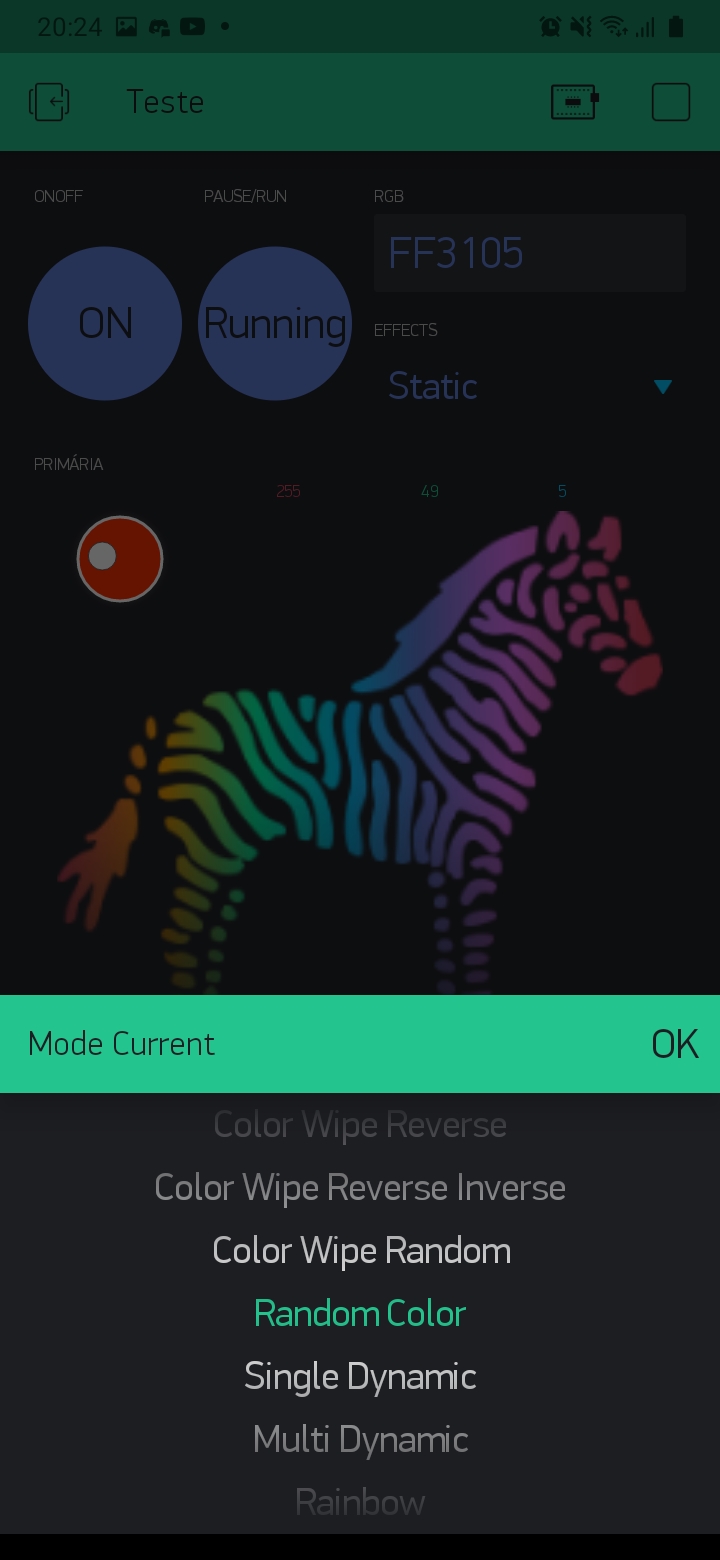 20:24
Teste
ONOFF
PAUSE/RUN
RGB
FF3105
ON
Running
EFFECTS
Static
PRIMÁRIA
255
49
5
Mode Current
OK
Color Wipe Reverse
Color Wipe Reverse Inverse
Color Wipe Random
Random Color
Single Dynamic
Multi Dynamic
Rainbow